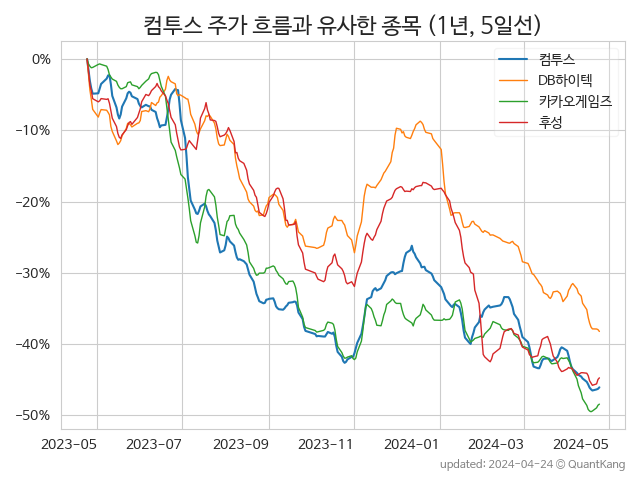 컴투스 주가 흐름과 유사한 종목 (1년, 5일선)
컴투스
DB하이텍
카카오게임즈
후성
0%
−10%
−20%
−30%
−40%
−50%
2023−05
2023−07
2023−09
2023−11
2024−01
2024−03
2024−05
updated: 2024−04−24 © QuantKang